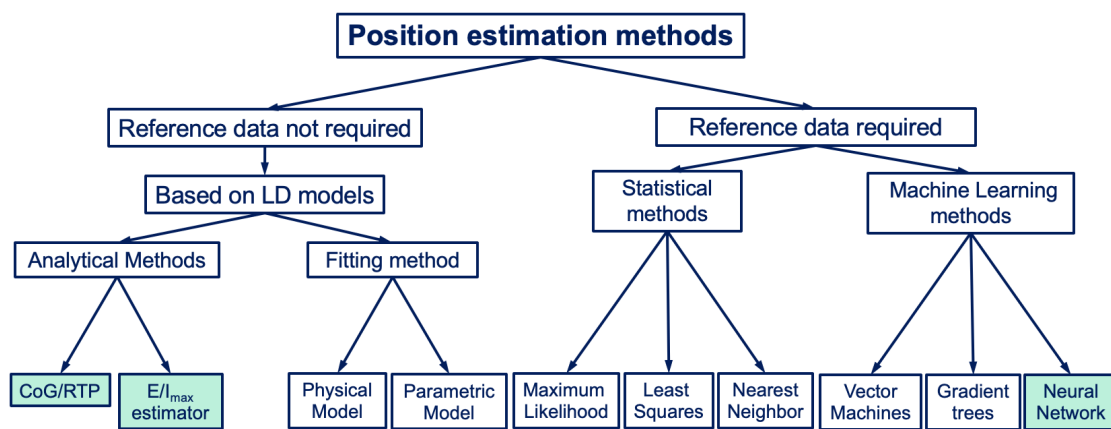 Position estimation methods
Reference data not required
Reference data required
Based on LD models
Statistical
methods
Machine Learning
methods
Analytical Methods
Fitting method
CoG/RTP
E/Imax
estimator
Physical
Model
Parametric
Model
Maximum
Likelihood
Least
Squares
Nearest
Neighbor
Vector
Machines
Gradient
trees
Neural
Network